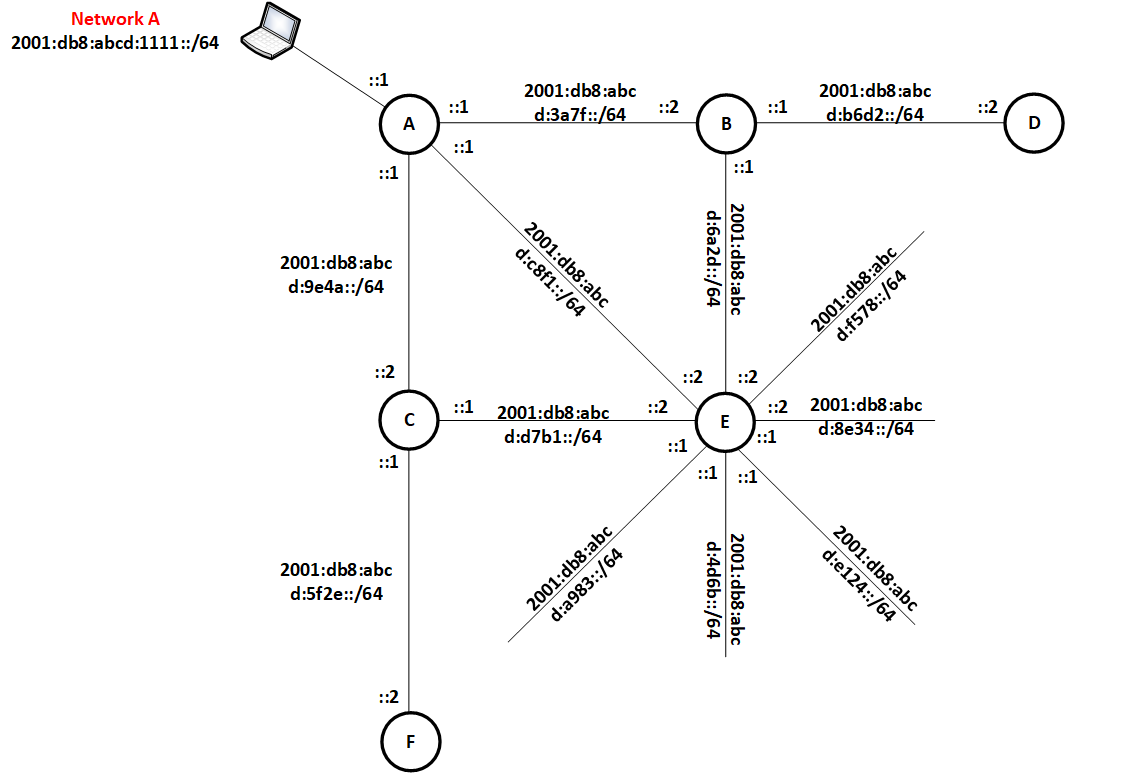 Network A
2001:db8:abcd:1111::/64
::1
::1
2001:db8:abc
d:3a7f::/64
::2
::1
2001:db8:abc
d:b6d2::/64
::2
A
B
D
::1
::1
::1
2001:db8:abc
d:9e4a::/64
2001:db8:abc
d:c8f1::/64
2001:db8:abc
d:6a2d::/64
2001:db8:abc
d:f578::/64
::2
::2
::2
C
::1
2001:db8:abc
d:d7b1::/64
::2
E
::2
2001:db8:abc
d:8e34::/64
::1
::1
::1
::1
::1
2001:db8:abc
d:5f2e::/64
2001:db8:abc
d:a983::/64
2001:db8:abc
d:4d6b::/64
2001:db8:abc
d:e124::/64
::2
F